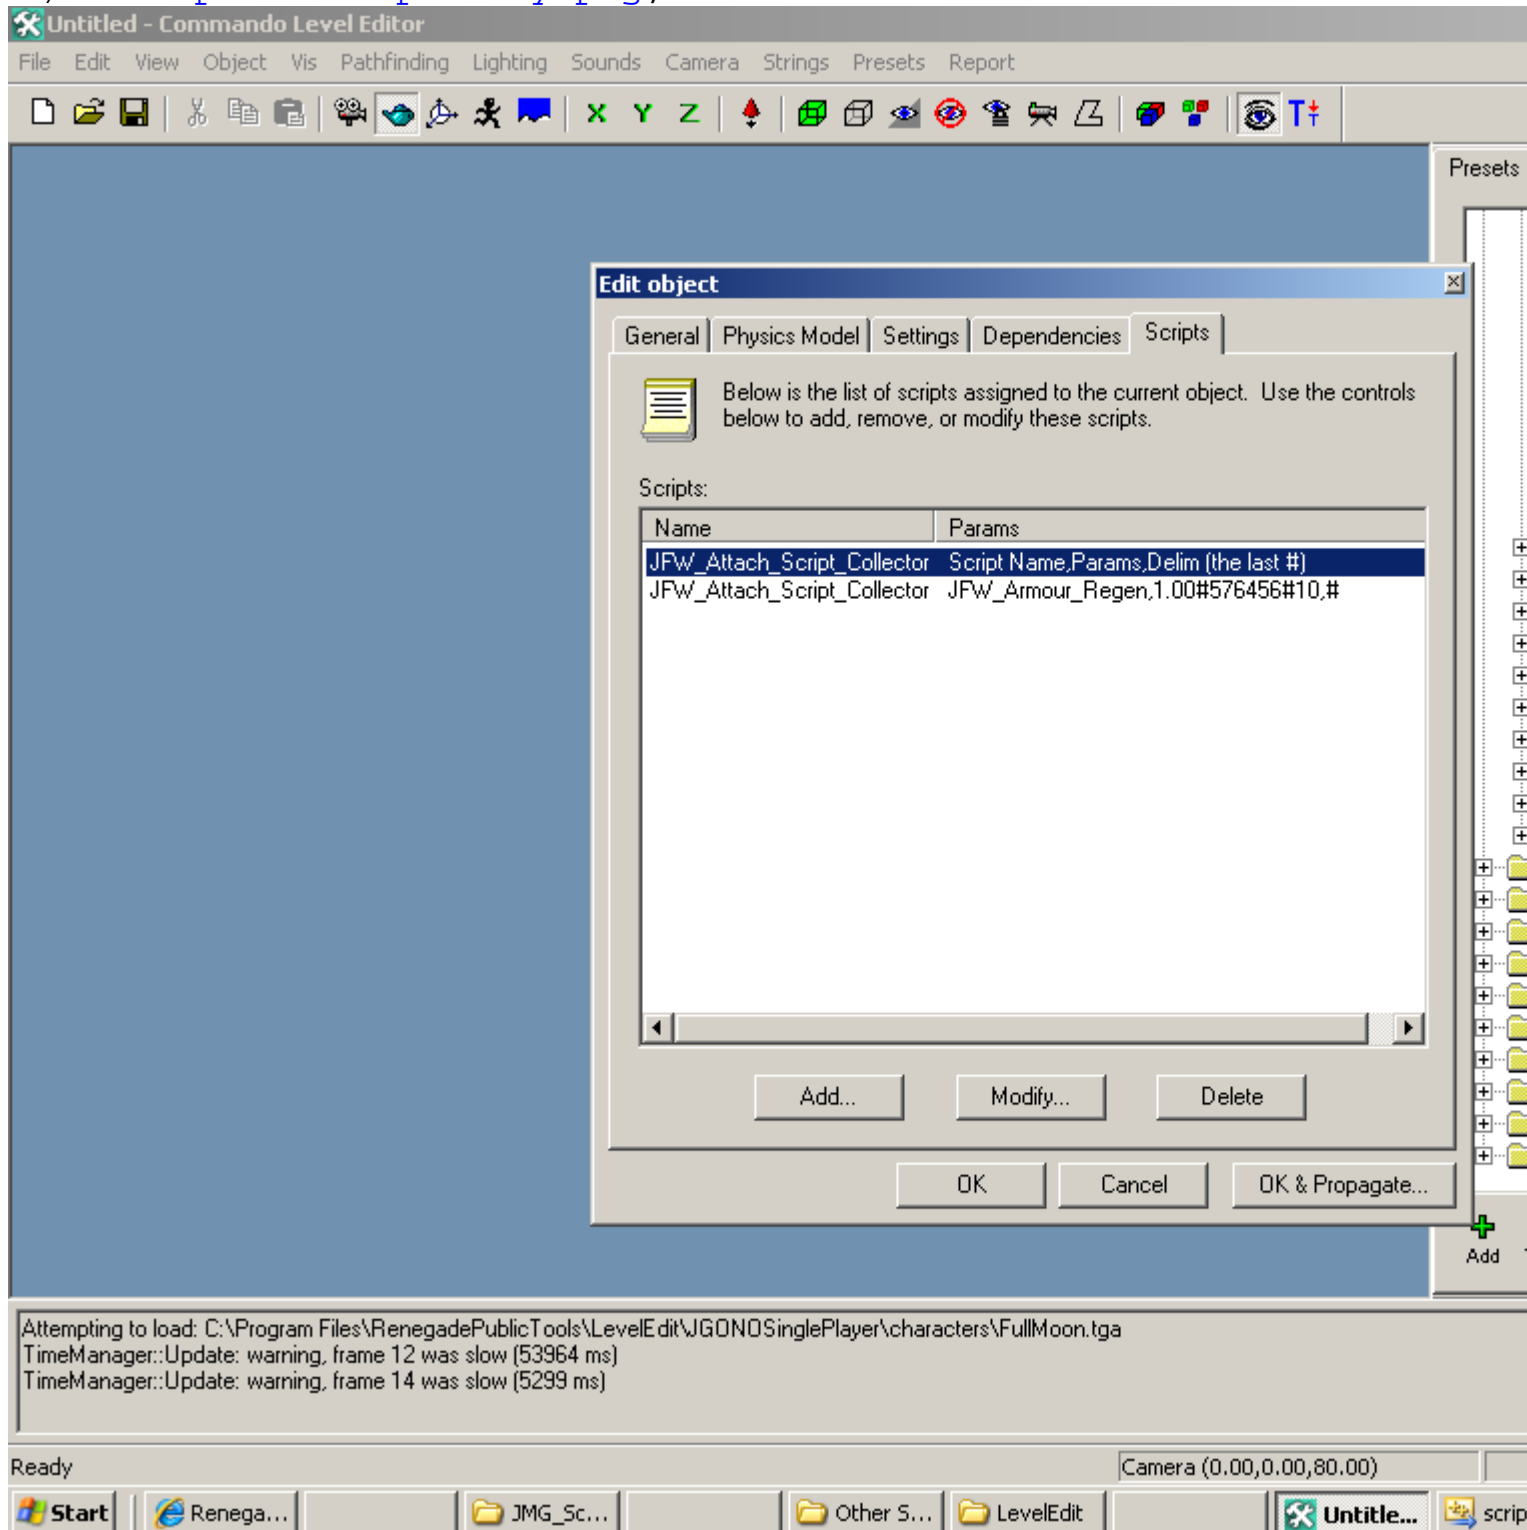 Untitled - Commando Level Editor
File Edit View Object Vis Pathfinding Lighting Sounds Camera Strings Presets Report
X Y Z
Presets
Edit object
General Physics Model Settings Dependencies Scripts
Below is the list of scripts assigned to the current object. Use the controls
below to add, remove, or modify these scripts.
Scripts:
Name Params
JFW_Attach_Script_Collector Script Name,Params,Delim (the last #)
JFW_Attach_Script_Collector JFW_Armour_Regen,1.00#576456#10,#
Add... Modify... Delete
OK Cancel OK & Propagate...
Add
Attempting to load: C:\Program Files\RenegadePublicTools\LevelEdit\JGONOSinglePlayer\characters\FullMoon.tga
TimeManager::Update: warning, frame 12 was slow (53964 ms)
TimeManager::Update: warning, frame 14 was slow (5299 ms)
Ready Camera (0.00,0.00,80.00)
Start Renega... JMG_Sc... Other S... LevelEdit Untitle... scrip